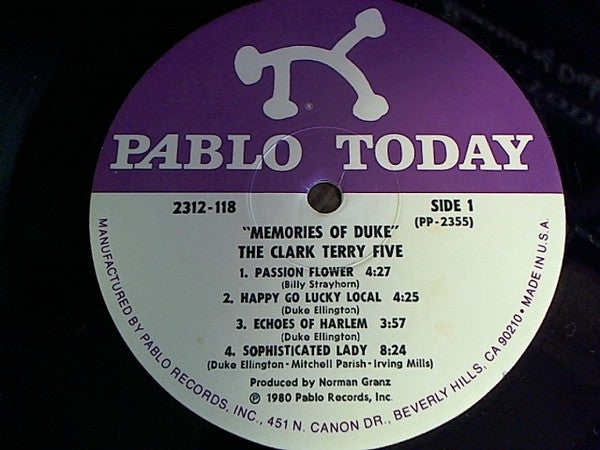 ®
PABLO TODAY
2312-118 SIDE 1
(PP-2355)
"MEMORIES OF DUKE"
THE CLARK TERRY FIVE
1. PASSION FLOWER 4:27
(Billy Strayhorn)
2. HAPPY GO LUCKY LOCAL 4:25
(Duke Ellington)
3. ECHOES OF HARLEM 3:57
(Duke Ellington)
4. SOPHISTICATED LADY 8:24
(Duke Ellington-Mitchell Parish-Irving Mills)
Produced by Norman Granz
℗ 1980 Pablo Records, Inc.
MANUFACTURED BY PABLO RECORDS, INC., 451 N. CANON DR., BEVERLY HILLS, CA 90210• MADE IN U.S.A.